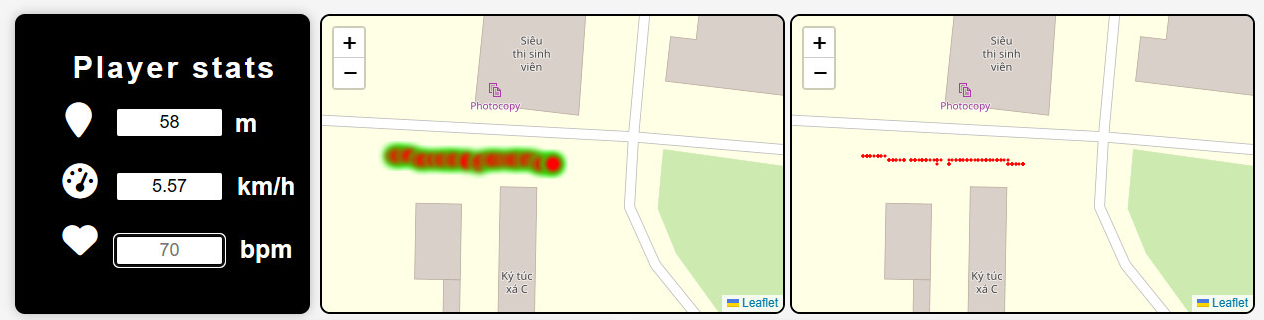 Player stats
58 m
5.57 km/h
70 bpm
+
−
Siêu
thị sinh
viên
Photocopy
Ký túc
xá C
Leaflet
+
−
Siêu
thị sinh
viên
Photocopy
Ký túc
xá C
Leaflet